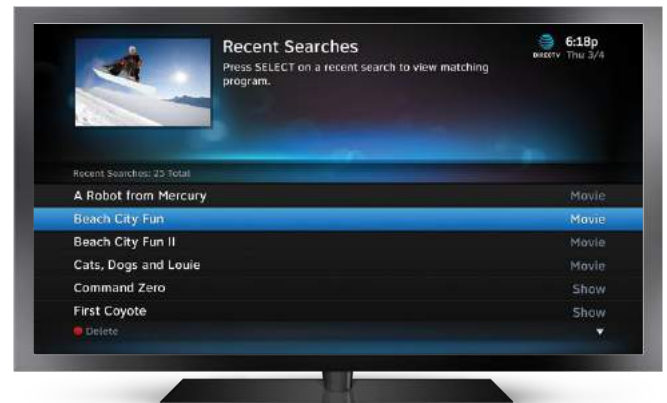 Recent Searches
Press SELECT on a recent search to view matching
program.
6:18p
DIRECTV Thu 3/4
Recent Searches: 25 Total
A Robot from Mercury Movie
Beach City Fun Movie
Beach City Fun II Movie
Cats, Dogs and Louie Movie
Command Zero Show
First Coyote Show
Delete